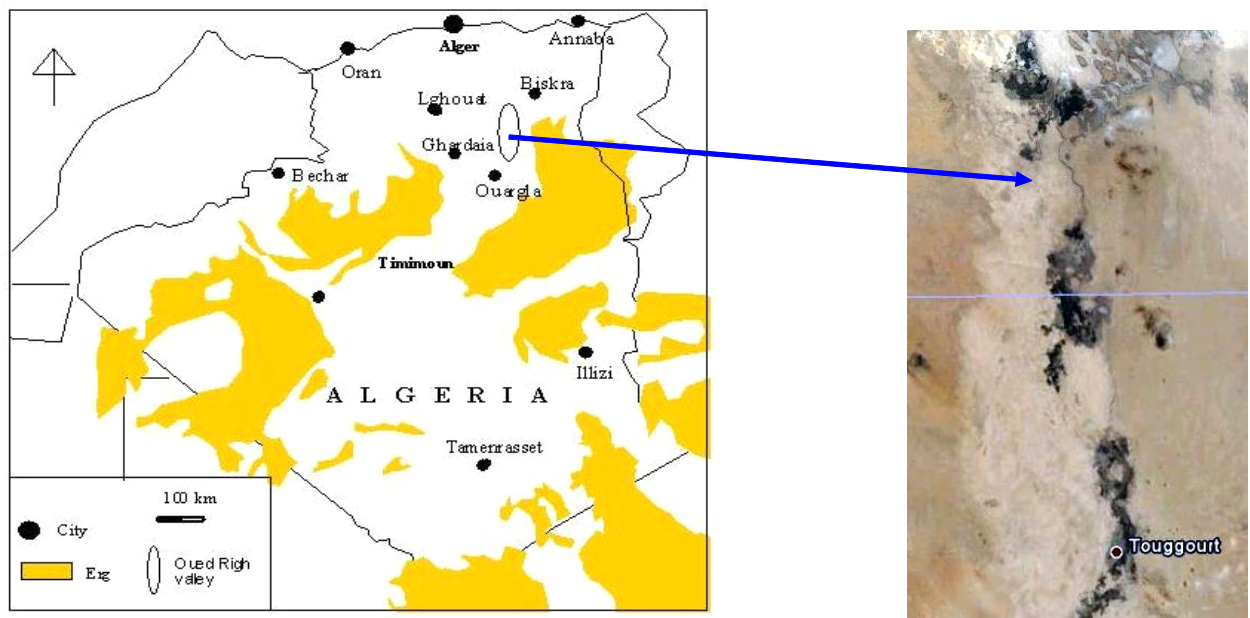 Alger
Annaba
Oran
Biskra
Lghouat
Ghardaia
Bechar
Ouargla
Timimoun
Illizi
ALGERIA
Tamenrasset
100 km
City
Erg
Oued Righ
valley
Touggourt